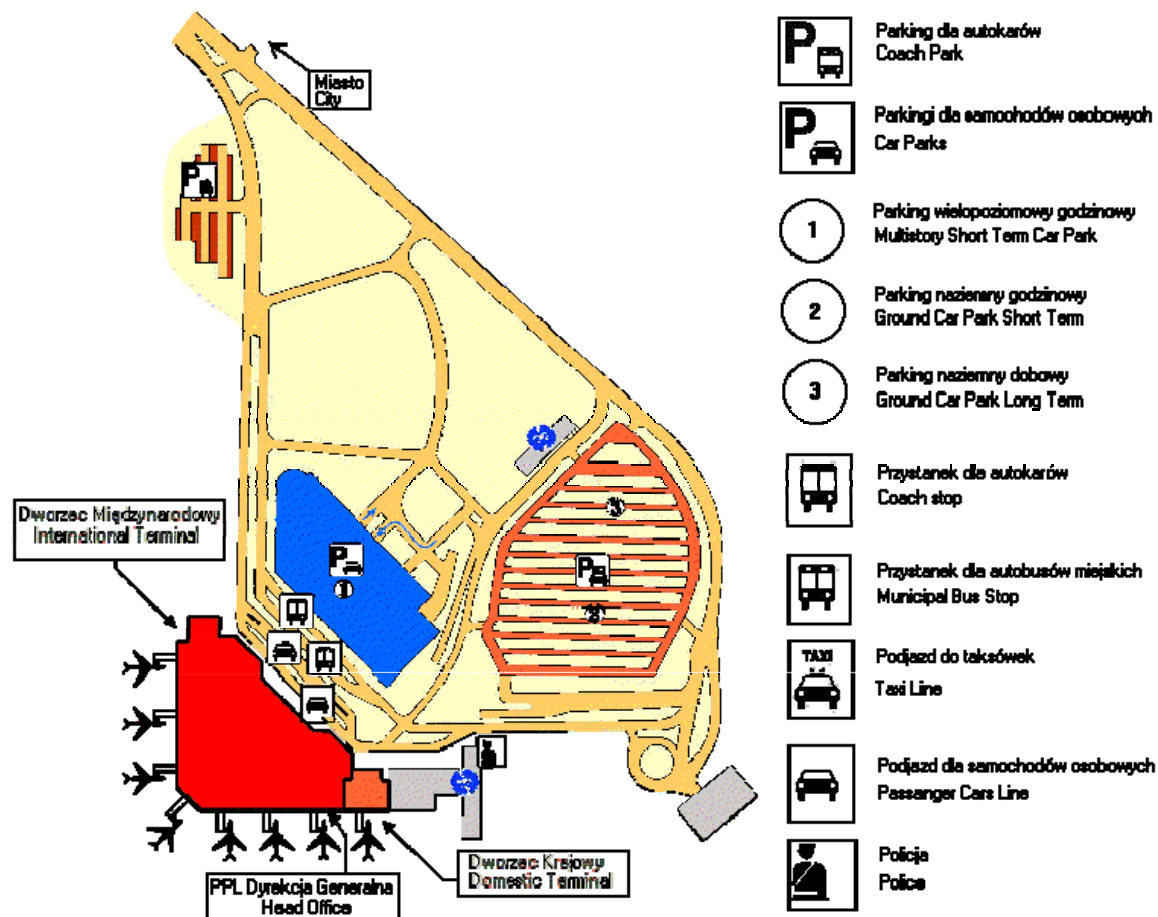 Miasto
City
P
Dworzec Międzynarodowy
International Terminal
P
1
3
P
PPL Dyrekcja Generalna
Head Office
Dworzec Krajowy
Domestic Terminal
P
Parking dla autokarów
Coach Park
P
Parkingi dla samochodów osobowych
Car Parks
1
Parking wielopoziomowy godzinowy
Multistory Short Term Car Park
2
Parking naziemny godzinowy
Ground Car Park Short Term
3
Parking naziemny dobowy
Ground Car Park Long Term
Przystanek dla autokarów
Coach stop
Przystanek dla autobusów miejskich
Municipal Bus Stop
TAXI
Podjazd do taksówek
Taxi Line
Podjazd dla samochodów osobowych
Passanger Cars Line
Policja
Police